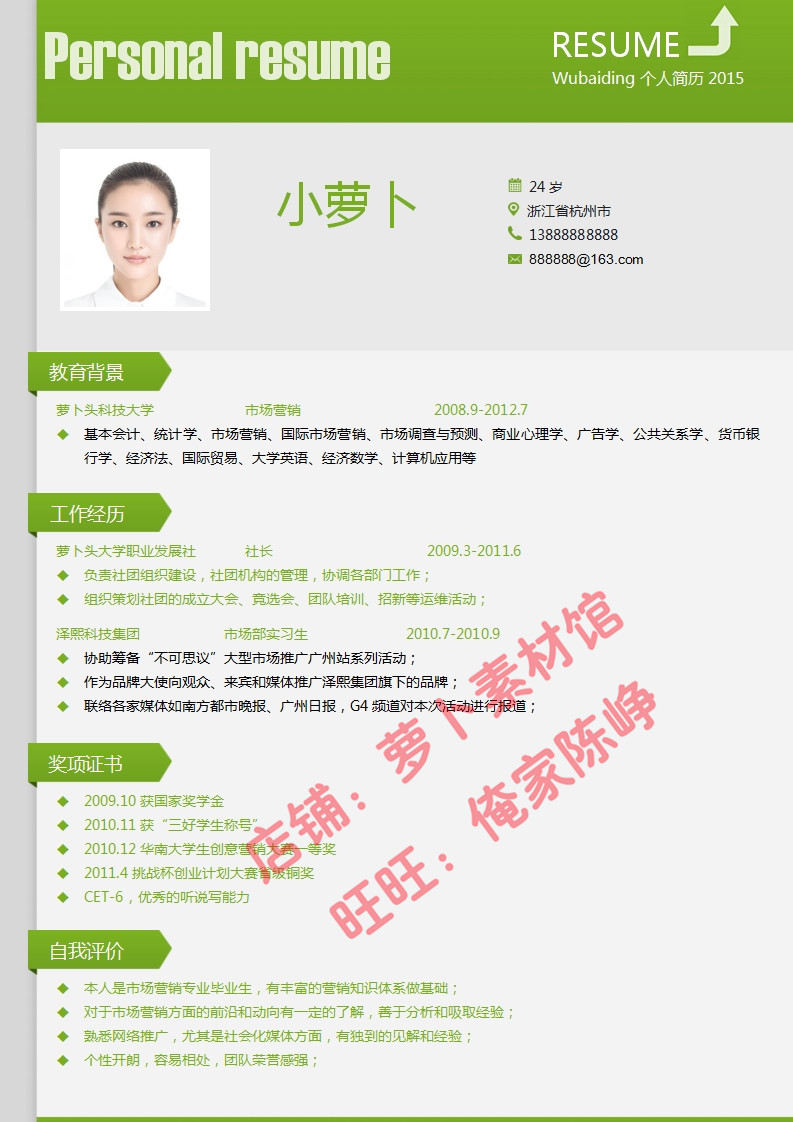 Personal resume
RESUME
Wubaiding 个人简历 2015
小萝卜
24 岁
浙江省杭州市
13888888888
888888@163.com
教育背景
萝卜头科技大学 市场营销 2008.9-2012.7
基本会计、统计学、市场营销、国际市场营销、市场调查与预测、商业心理学、广告学、公共关系学、货币银
行学、经济法、国际贸易、大学英语、经济数学、计算机应用等
工作经历
萝卜头大学职业发展社 社长 2009.3-2011.6
负责社团组织建设，社团机构的管理，协调各部门工作；
组织策划社团的成立大会、竞选会、团队培训、招新等运维活动；
泽熙科技集团 市场部实习生 2010.7-2010.9
协助筹备“不可思议”大型市场推广广州站系列活动；
作为品牌大使向观众、来宾和媒体推广泽熙集团旗下的品牌；
联络各家媒体如南方都市晚报、广州日报，G4 频道对本次活动进行报道；
奖项证书
2009.10 获国家奖学金
2010.11 获“三好学生称号”
2010.12 华南大学生创意营销大赛一等奖
2011.4 挑战杯创业计划大赛省级铜奖
CET-6，优秀的听说写能力
自我评价
本人是市场营销专业毕业生，有丰富的营销知识体系做基础；
对于市场营销方面的前沿和动向有一定的了解，善于分析和吸取经验；
熟悉网络推广，尤其是社会化媒体方面，有独到的见解和经验；
个性开朗，容易相处，团队荣誉感强；
店铺：萝卜素材馆
旺旺：俺家陈峥